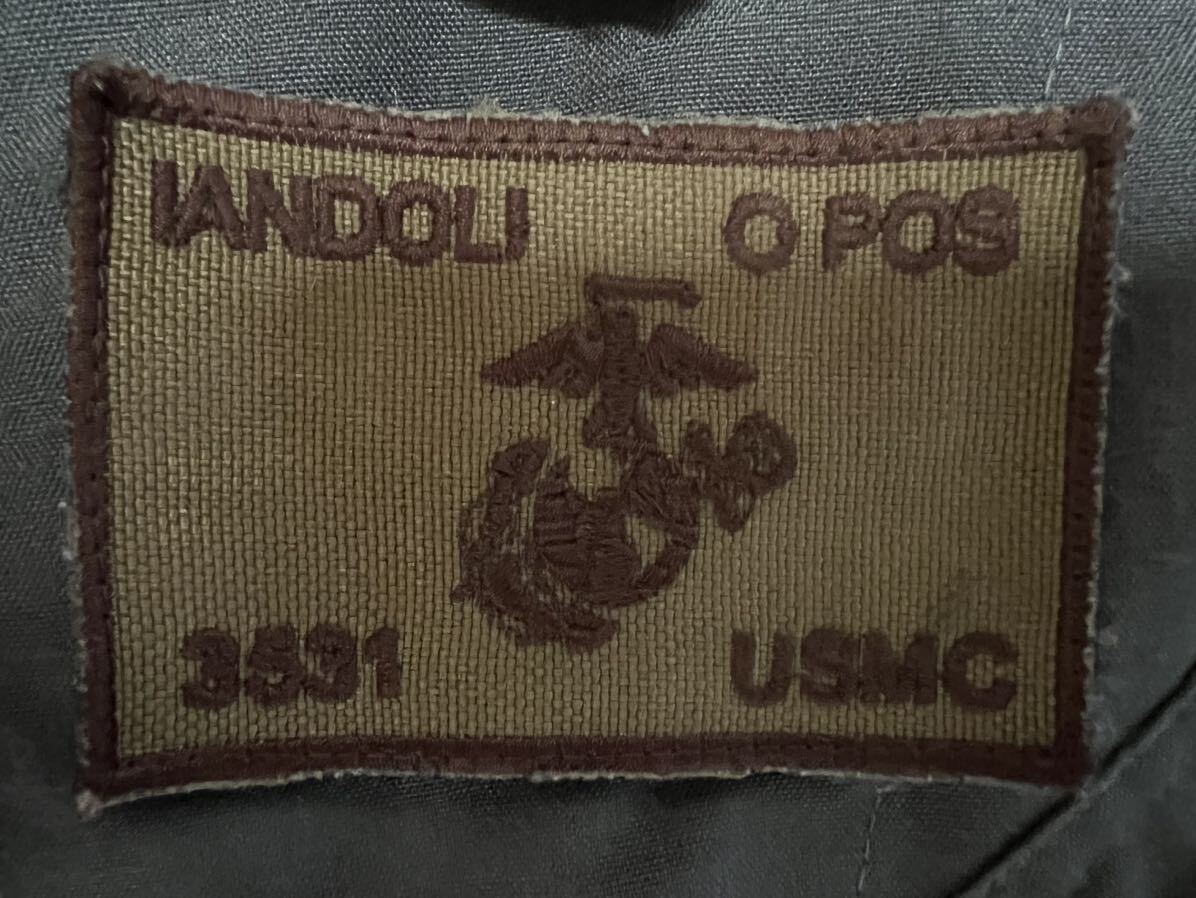 IANDOLI O POS
3531 USMC